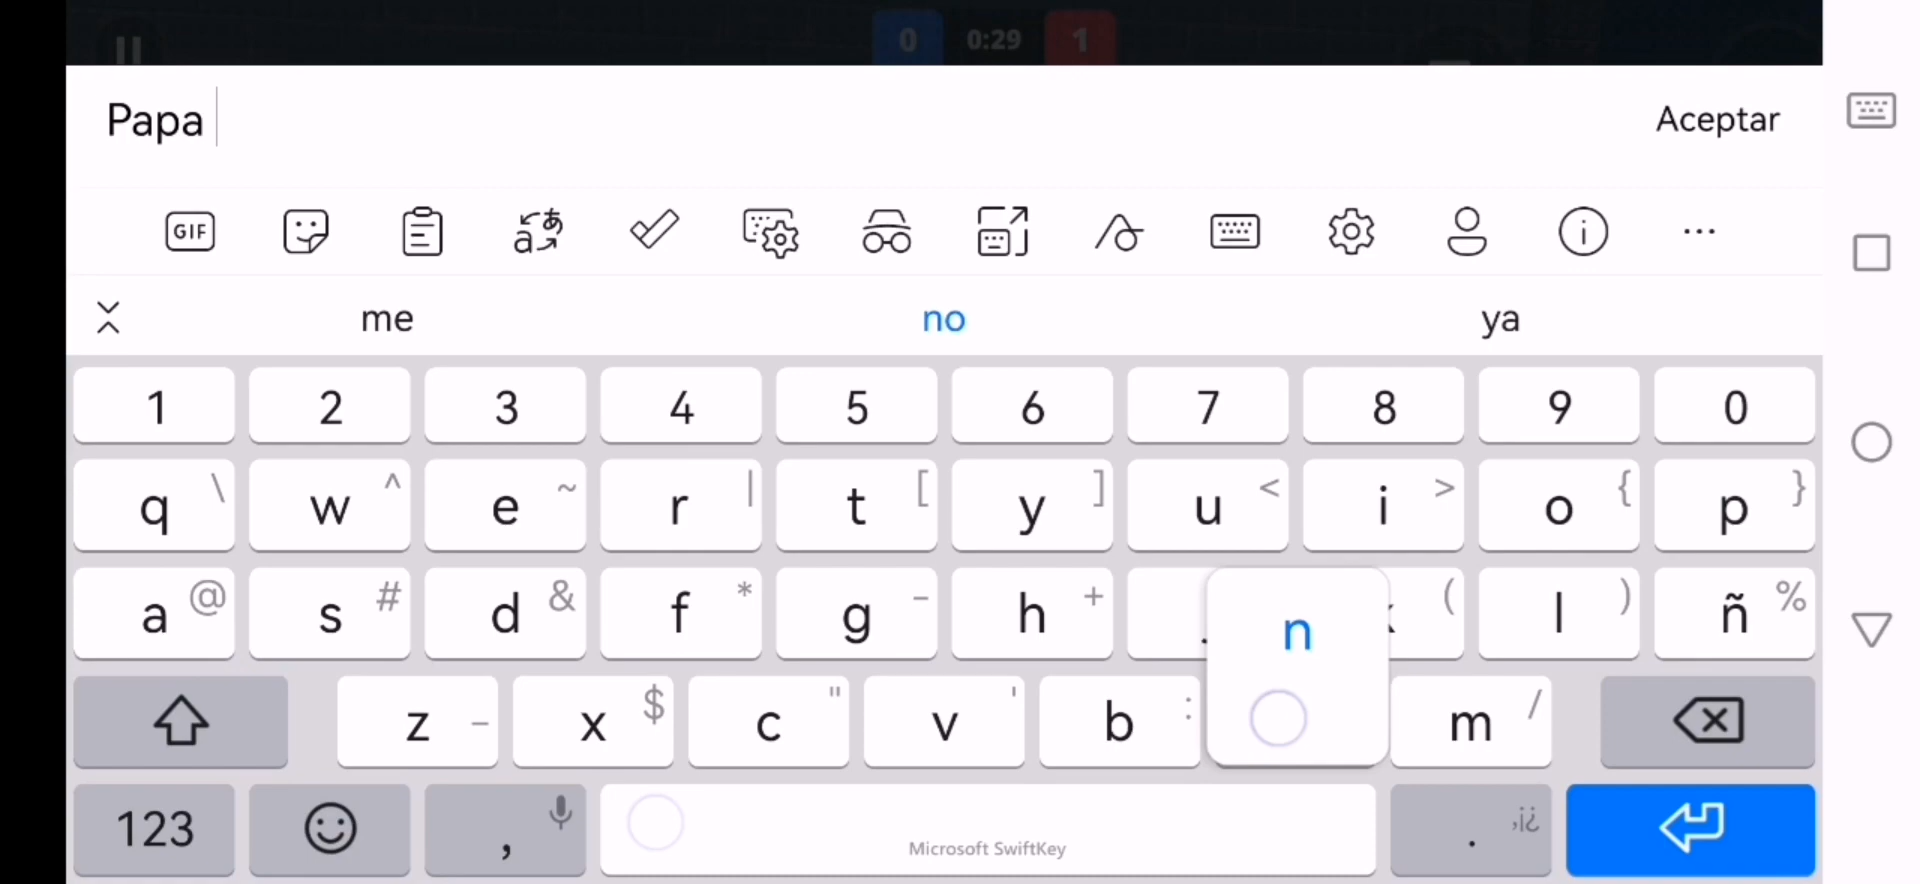 0 0:29 1
Papa
Aceptar
GIF
me no ya
1 2 3 4 5 6 7 8 9 0
q \ w ^ e ~ r | t [ y ] u < i > o { p }
a @ s # d & f * g - h + n ( l ) ñ %
z _ x $ c " v ' b : m /
123 , Microsoft SwiftKey . ,¡¿